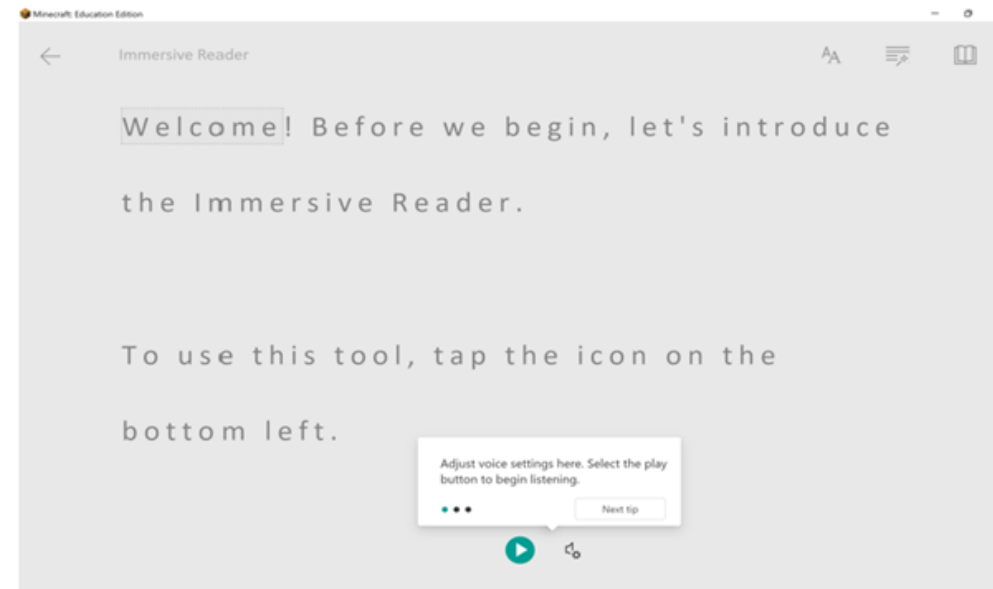 Minecraft: Education Edition
Immersive Reader
AA
Welcome! Before we begin, let's introduce
the Immersive Reader.
To use this tool, tap the icon on the
bottom left.
Adjust voice settings here. Select the play
button to begin listening.
Next tip